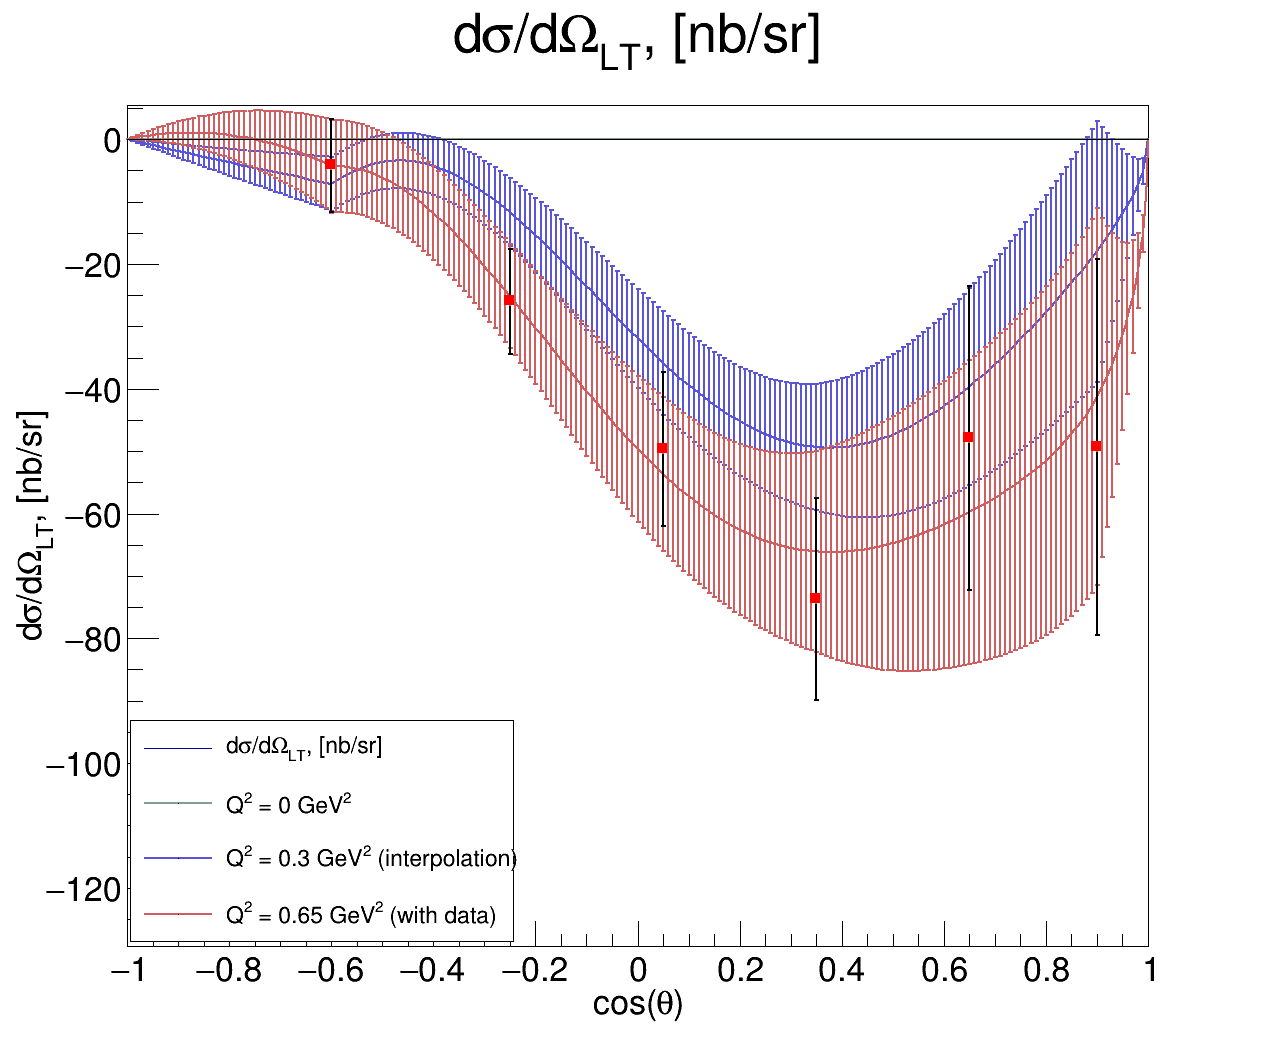 dσ/dΩLT, [nb/sr]
dσ/dΩLT, [nb/sr]
0
−20
−40
−60
−80
−100
−120
dσ/dΩLT, [nb/sr]
Q2 = 0 GeV2
Q2 = 0.3 GeV2 (interpolation)
Q2 = 0.65 GeV2 (with data)
−1 −0.8 −0.6 −0.4 −0.2 0 0.2 0.4 0.6 0.8 1
cos(θ)